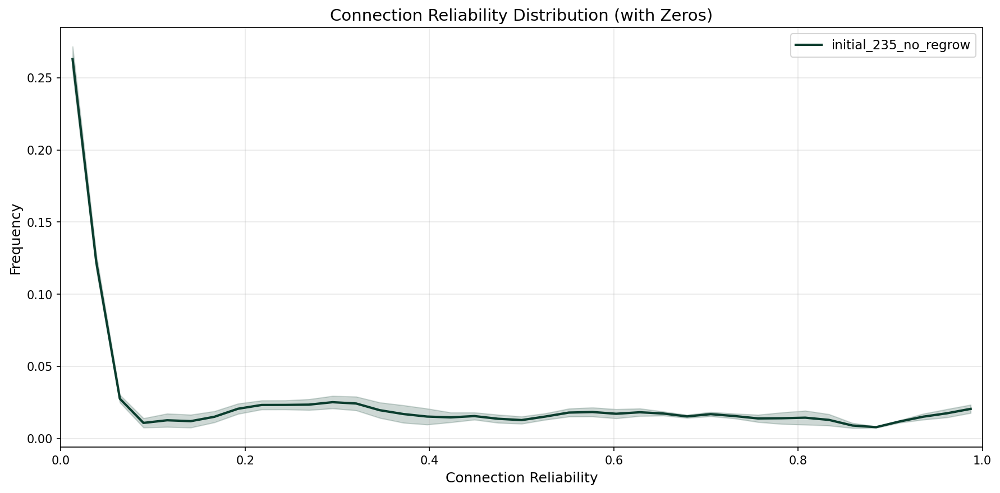 Connection Reliability Distribution (with Zeros)
initial_235_no_regrow
Frequency
0.25
0.20
0.15
0.10
0.05
0.00
0.0 0.2 0.4 0.6 0.8 1.0
Connection Reliability